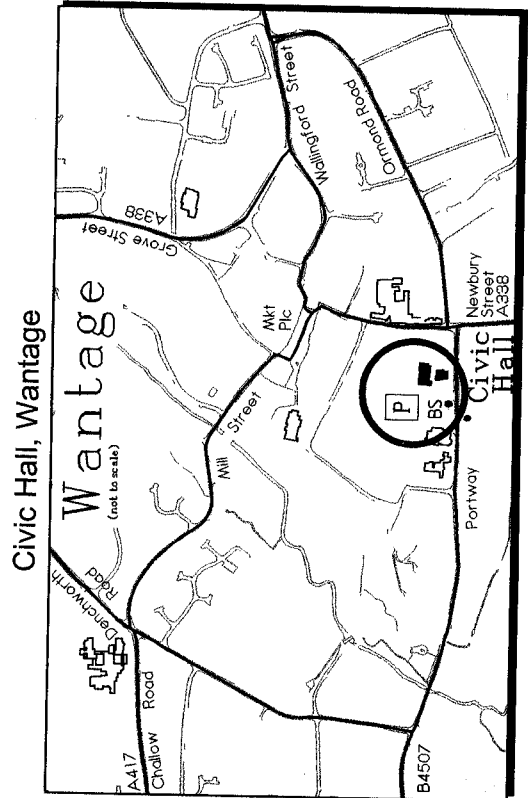 Civic Hall, Wantage
Wantage
(not to scale)
Denchworth
Road
A417
Challow Road
Mill Street
Mkt
Plc
Grove Street
A338
Wallingford Street
Ormond Road
Newbury
Street
A338
P
BS
Civic
Hall
Portway
B4507